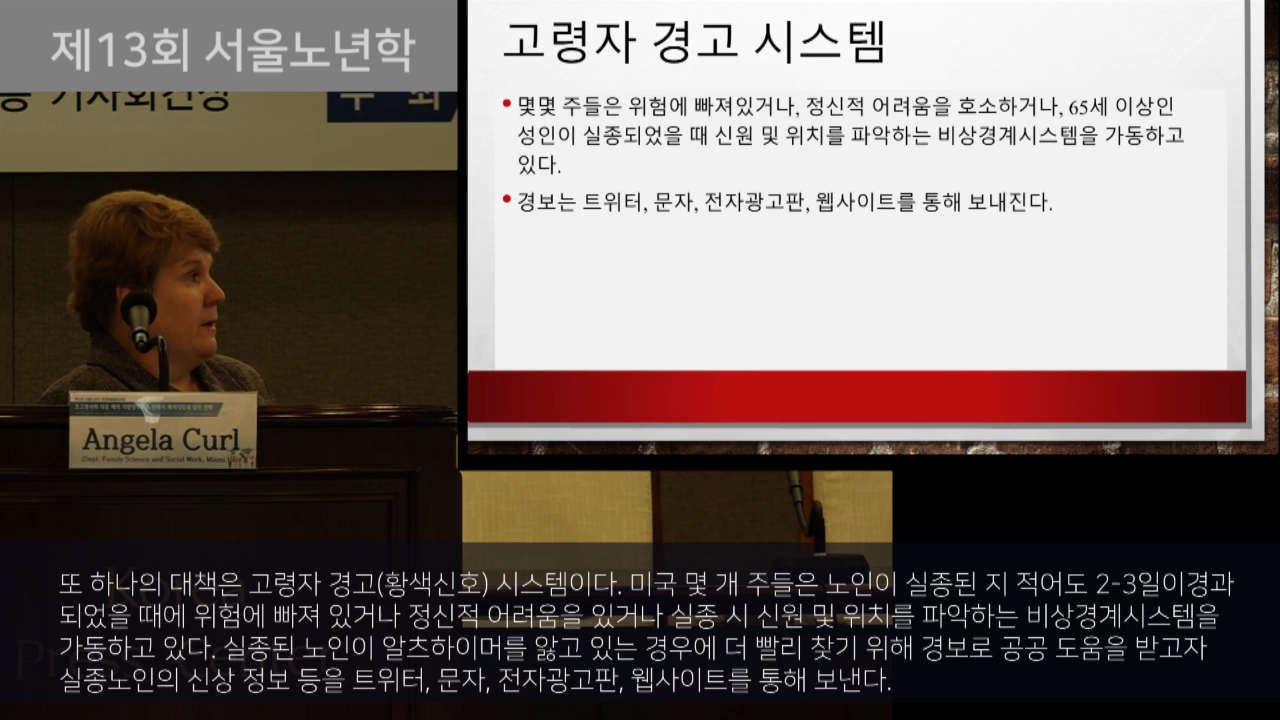 제13회 서울노년학
고령자 경고 시스템
• 몇몇 주들은 위험에 빠져있거나, 정신적 어려움을 호소하거나, 65세 이상인
성인이 실종되었을 때 신원 및 위치를 파악하는 비상경계시스템을 가동하고
있다.
• 경보는 트위터, 문자, 전자광고판, 웹사이트를 통해 보내진다.
Angela Curl
(Dept. Family Science and Social Work, Miami
또 하나의 대책은 고령자 경고(황색신호) 시스템이다. 미국 몇 개 주들은 노인이 실종된 지 적어도 2-3일이경과
되었을 때에 위험에 빠져 있거나 정신적 어려움을 있거나 실종 시 신원 및 위치를 파악하는 비상경계시스템을
가동하고 있다. 실종된 노인이 알츠하이머를 앓고 있는 경우에 더 빨리 찾기 위해 경보로 공공 도움을 받고자
실종노인의 신상 정보 등을 트위터, 문자, 전자광고판, 웹사이트를 통해 보낸다.